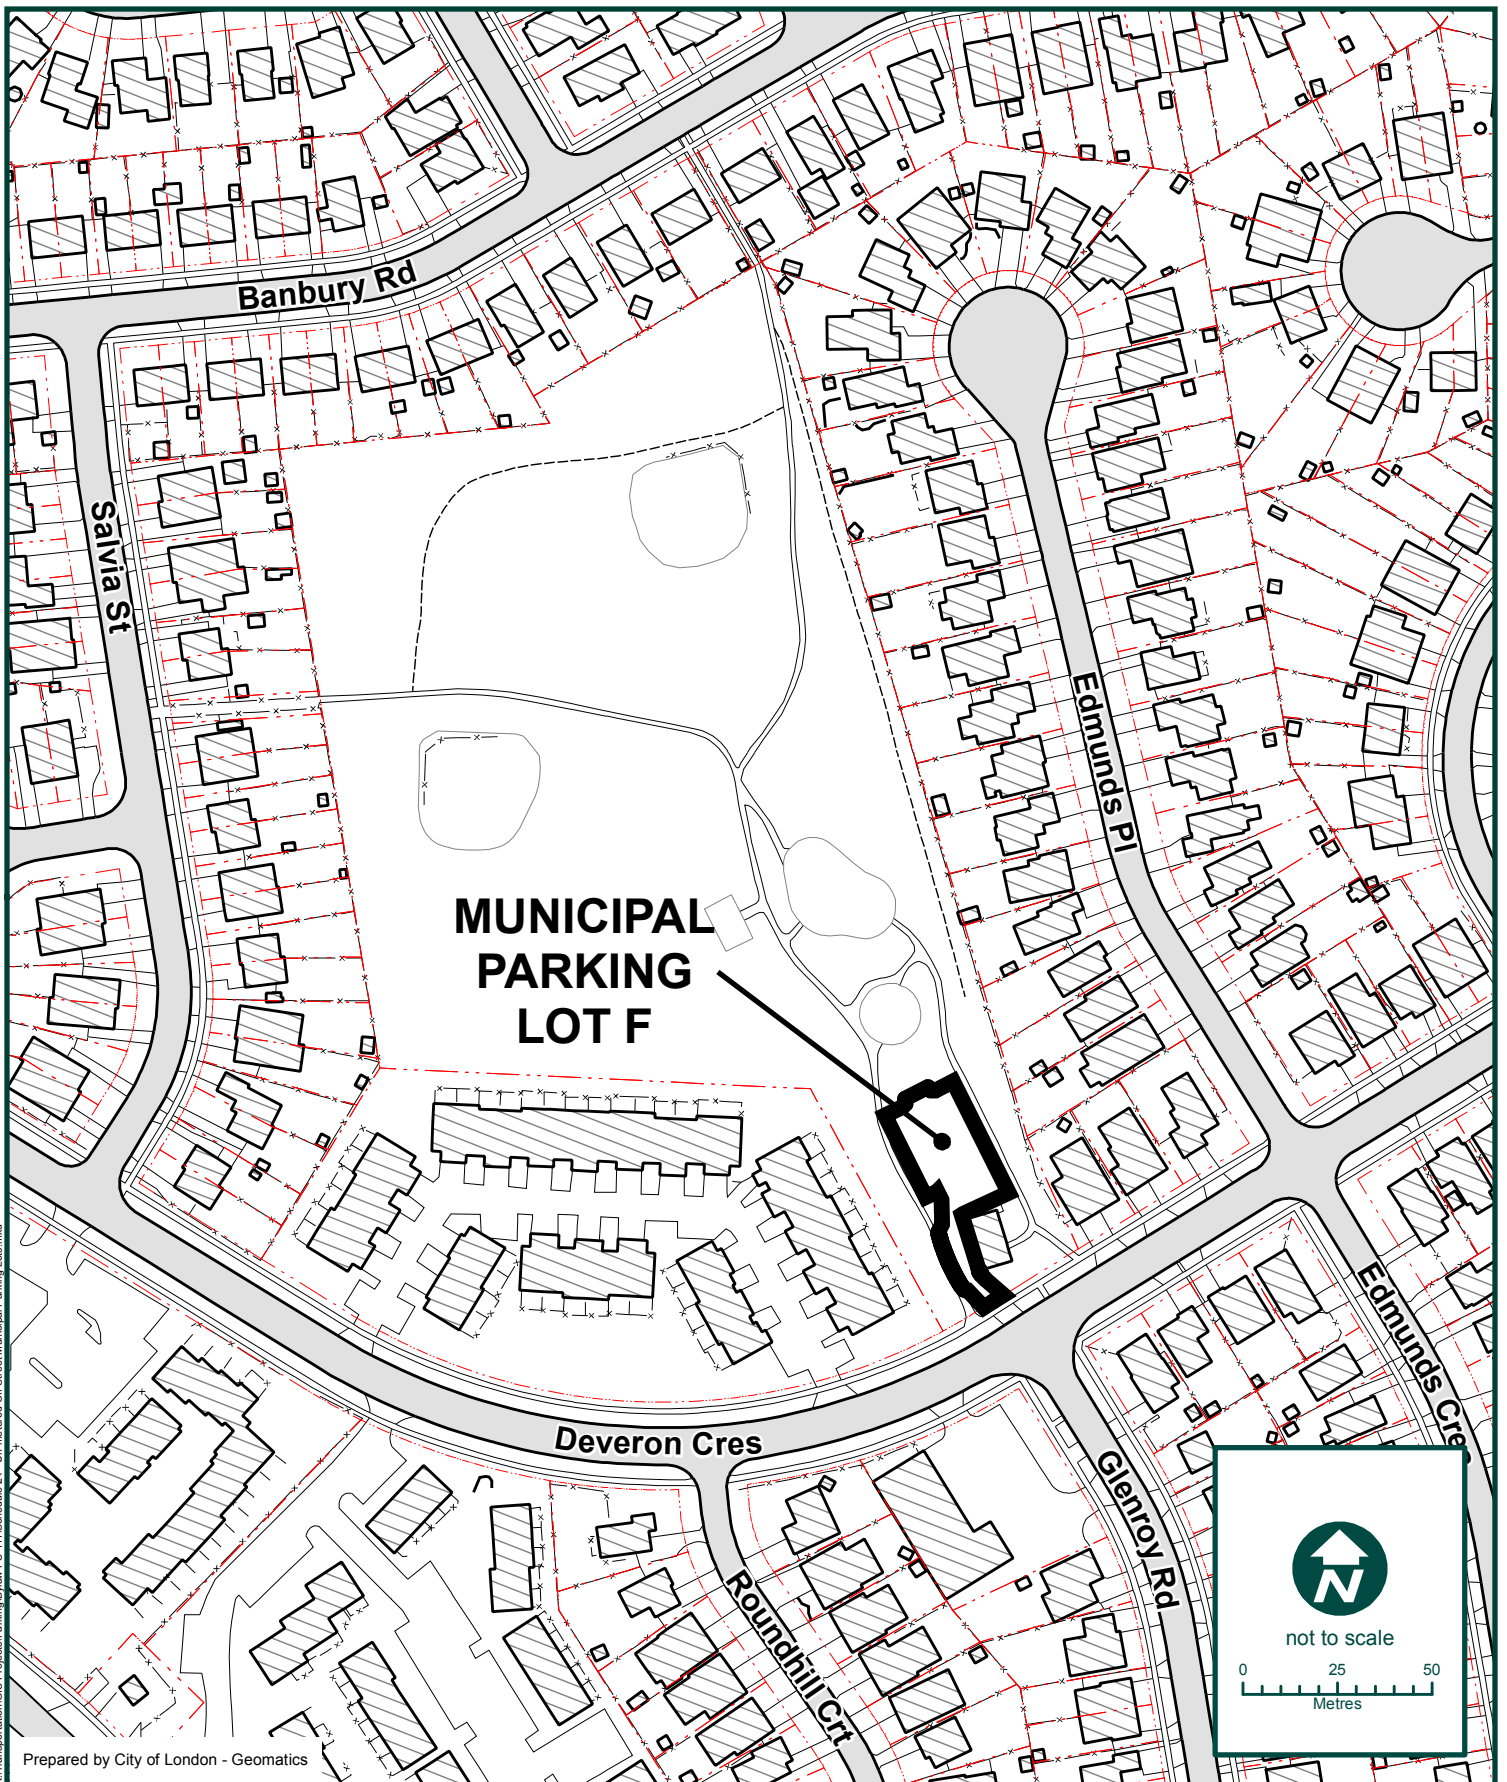 Banbury Rd
Salvia St
Edmunds Pl
MUNICIPAL
PARKING
LOT F
Deveron Cres
Edmunds Cres
Glenroy Rd
Roundhill Crt
N
not to scale
0 25 50
Metres
Prepared by City of London - Geomatics